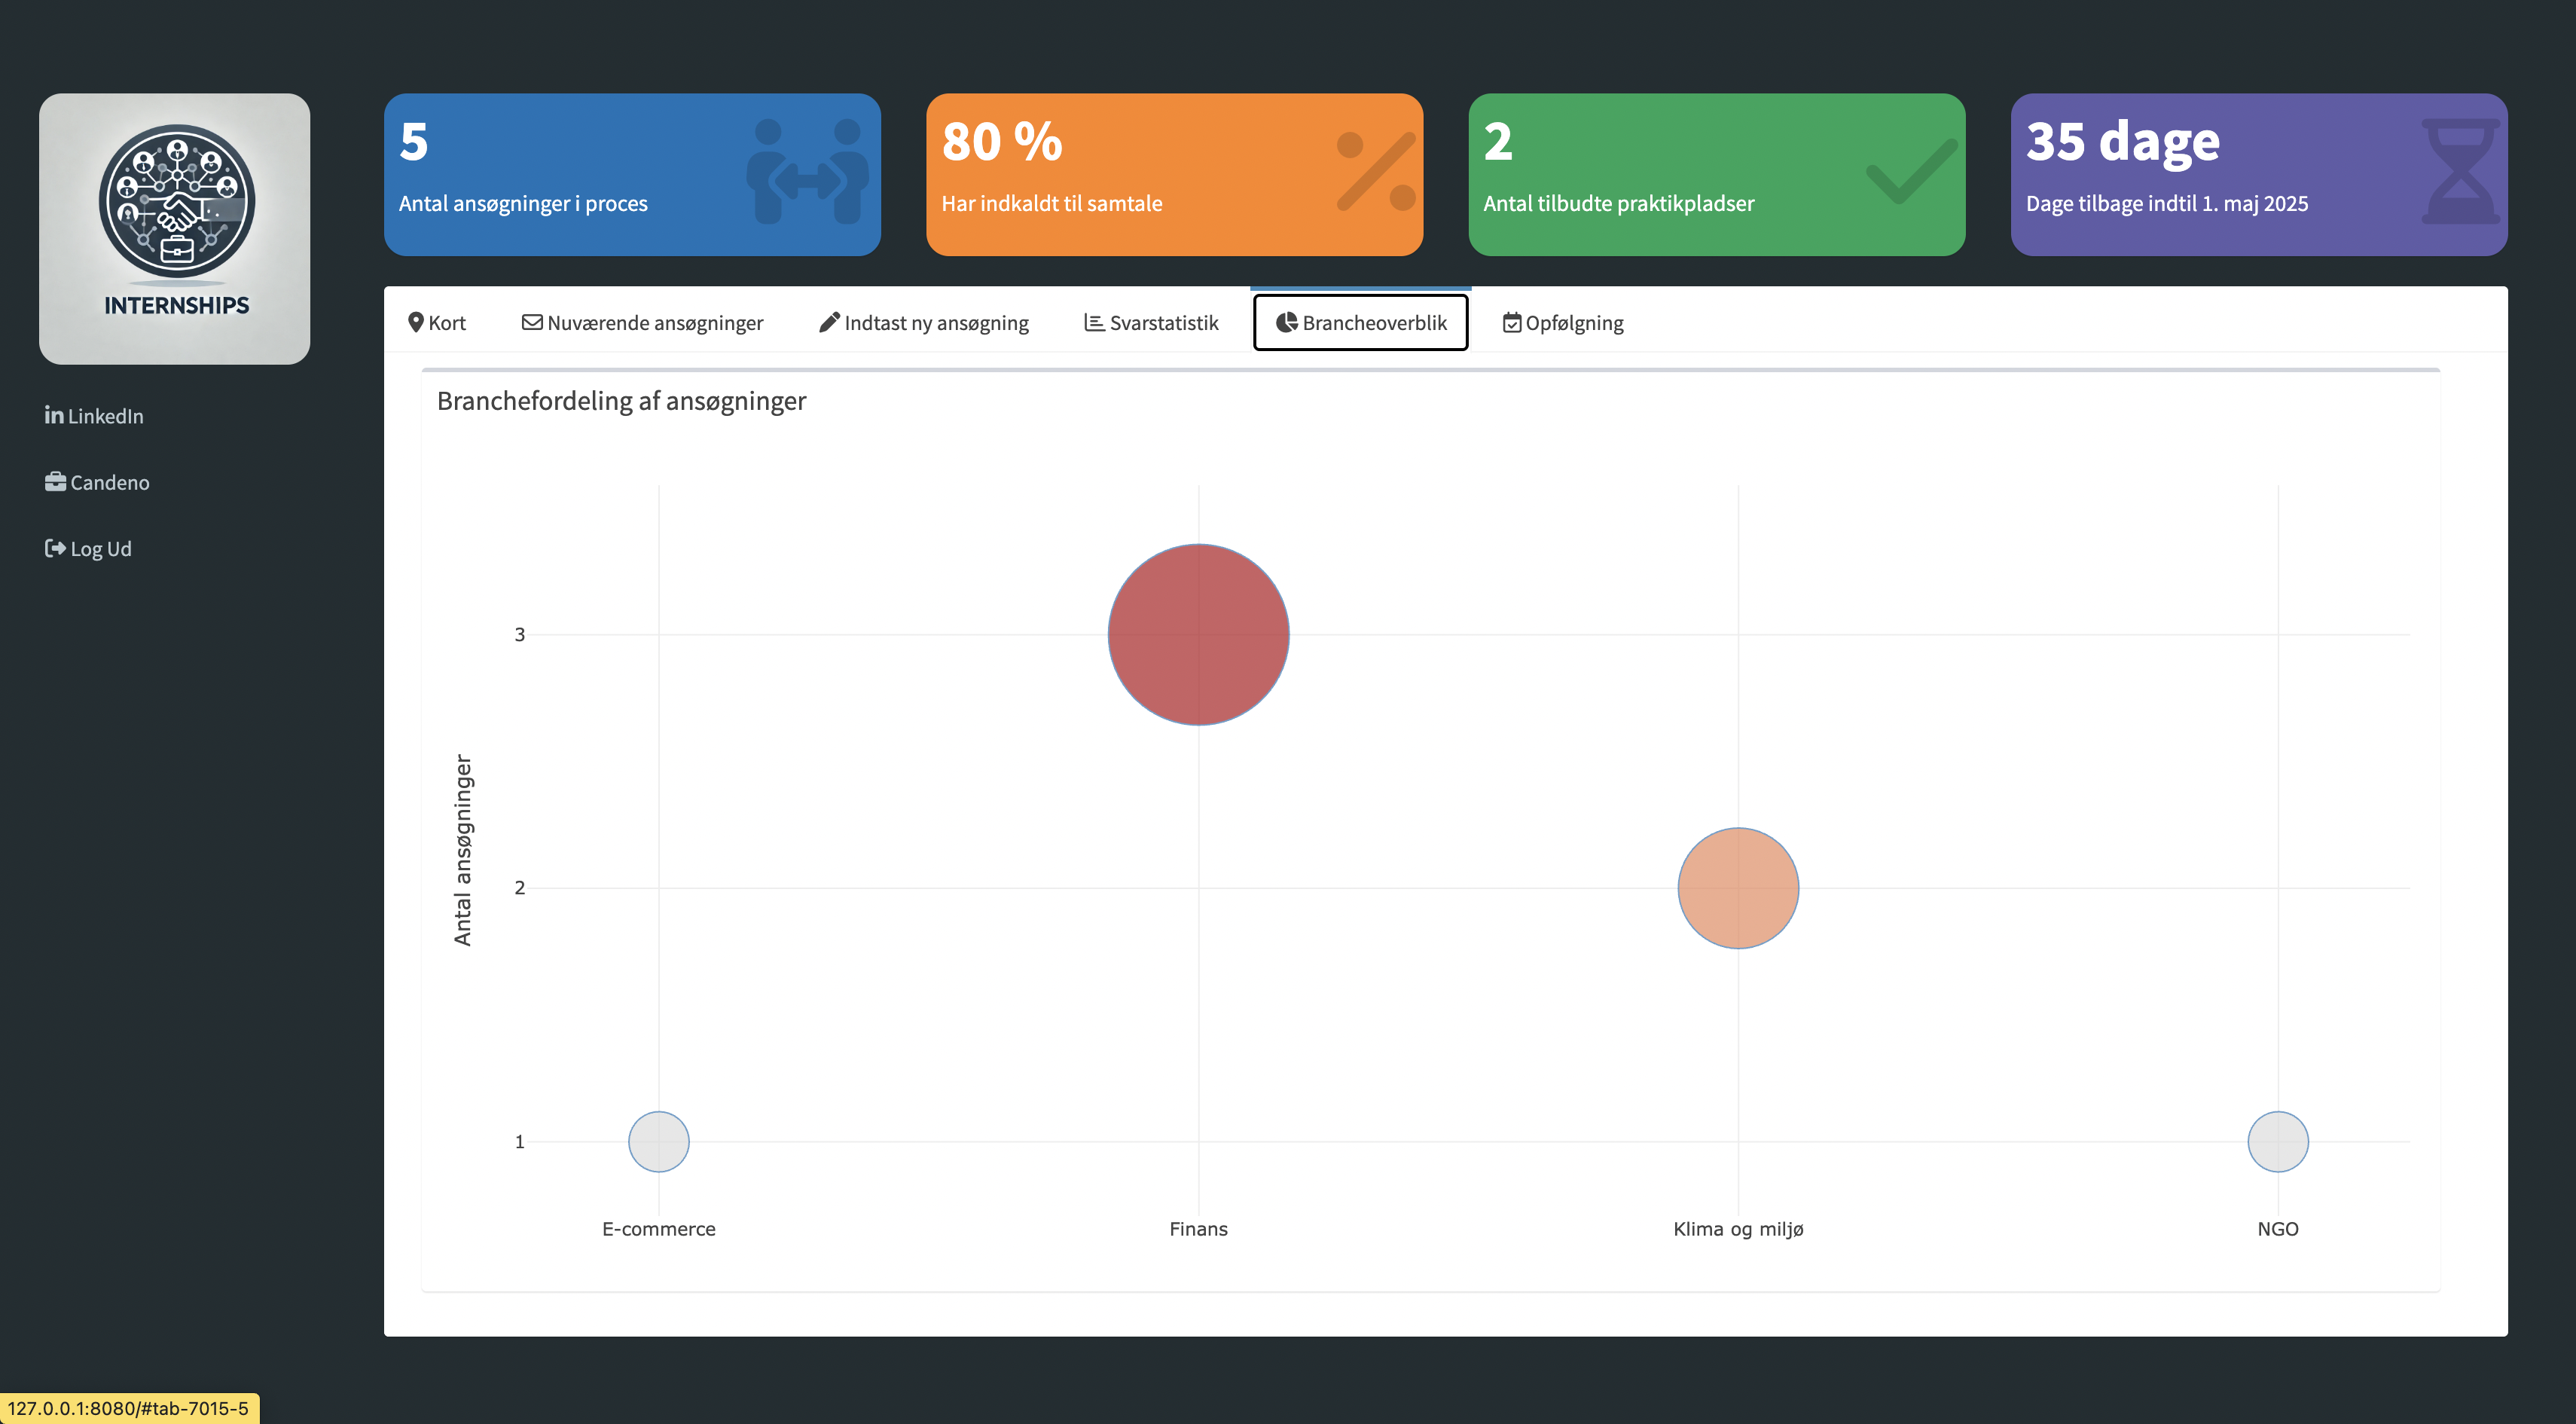 INTERNSHIPS
LinkedIn
Candeno
Log Ud
5
Antal ansøgninger i proces
80 %
Har indkaldt til samtale
2
Antal tilbudte praktikpladser
35 dage
Dage tilbage indtil 1. maj 2025
Kort
Nuværende ansøgninger
Indtast ny ansøgning
Svarstatistik
Brancheoverblik
Opfølgning
Branchefordeling af ansøgninger
Antal ansøgninger
3
2
1
E-commerce
Finans
Klima og miljø
NGO
127.0.0.1:8080/#tab-7015-5